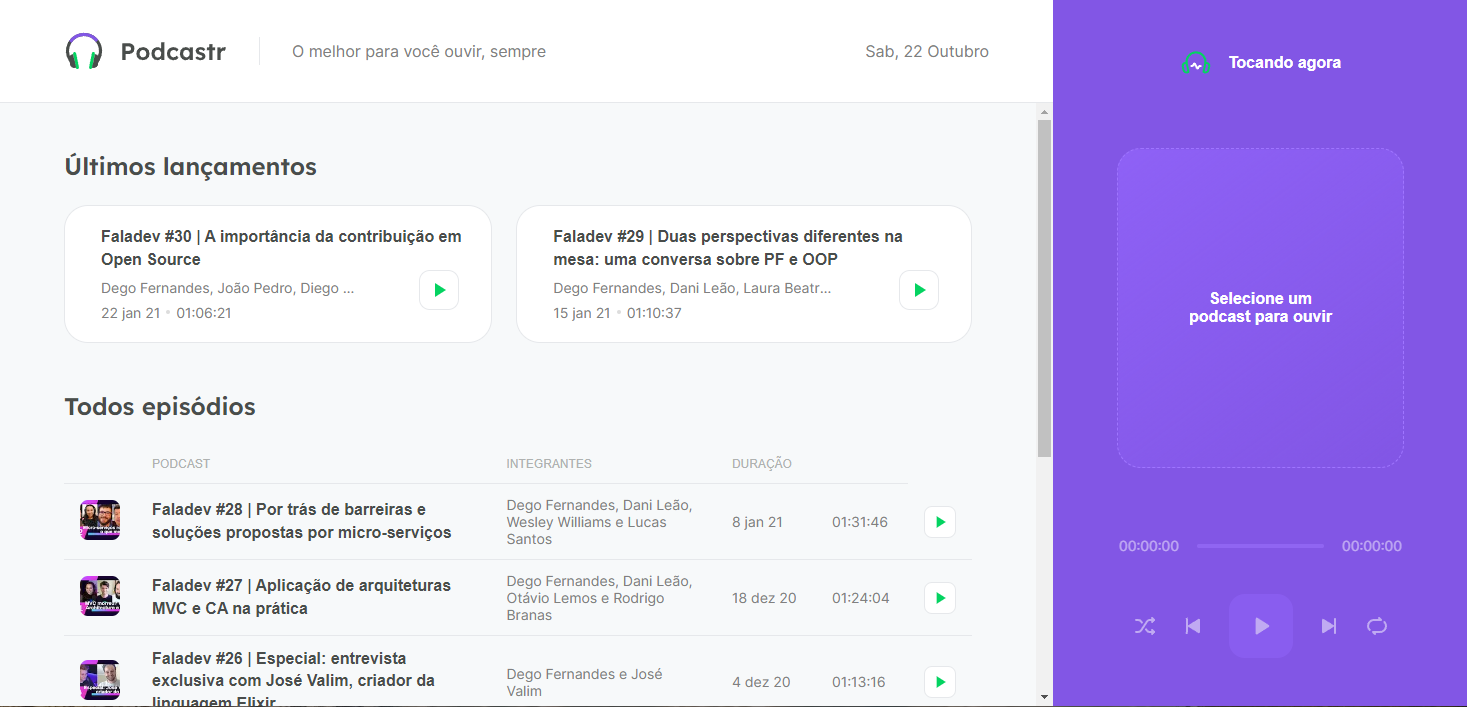 Podcastr
O melhor para você ouvir, sempre
Sab, 22 Outubro
Tocando agora
Últimos lançamentos
Faladev #30 | A importância da contribuição em
Open Source
Dego Fernandes, João Pedro, Diego ...
22 jan 21 • 01:06:21
Faladev #29 | Duas perspectivas diferentes na
mesa: uma conversa sobre PF e OOP
Dego Fernandes, Dani Leão, Laura Beatr...
15 jan 21 • 01:10:37
Selecione um
podcast para ouvir
Todos episódios
PODCAST
INTEGRANTES
DURAÇÃO
Faladev #28 | Por trás de barreiras e
soluções propostas por micro-serviços
Dego Fernandes, Dani Leão,
Wesley Williams e Lucas
Santos
8 jan 21
01:31:46
Faladev #27 | Aplicação de arquiteturas
MVC e CA na prática
Dego Fernandes, Dani Leão,
Otávio Lemos e Rodrigo
Branas
18 dez 20
01:24:04
Faladev #26 | Especial: entrevista
exclusiva com José Valim, criador da
linguagem Elixir
Dego Fernandes e José
Valim
4 dez 20
01:13:16
00:00:00
00:00:00